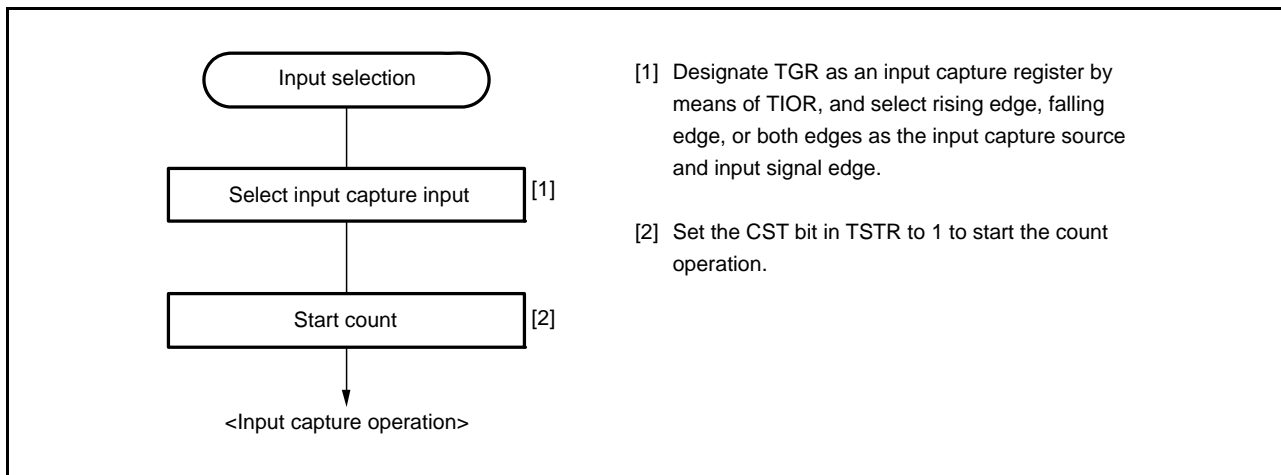 Input selection
Select input capture input
[1]
Start count
[2]
<Input capture operation>
[1] Designate TGR as an input capture register by
means of TIOR, and select rising edge, falling
edge, or both edges as the input capture source
and input signal edge.
[2] Set the CST bit in TSTR to 1 to start the count
operation.